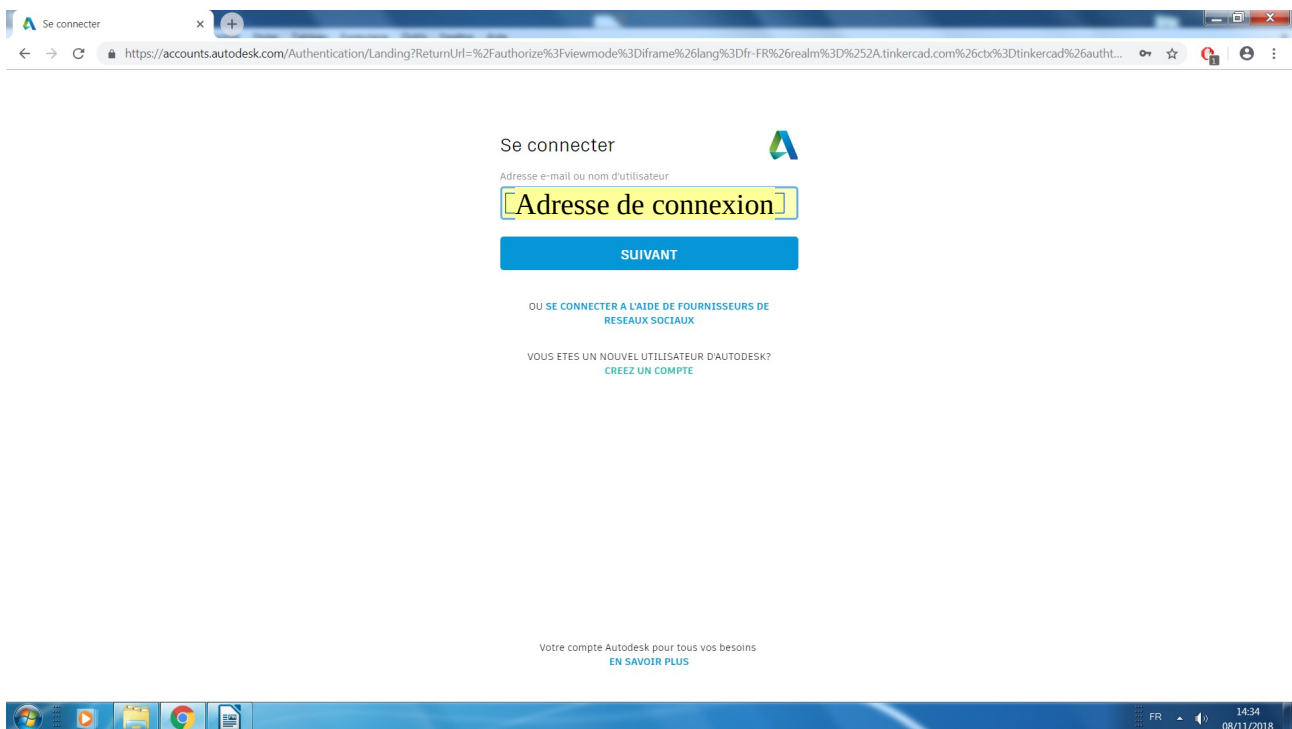 Se connecter
https://accounts.autodesk.com/Authentication/Landing?ReturnUrl=%2Fauthorize%3Fviewmode%3Diframe%26lang%3Dfr-FR%26realm%3D%252A.tinkercad.com%26ctx%3Dtinkercad%26autht...
1
Se connecter
Adresse e-mail ou nom d'utilisateur
[Adresse de connexion]
SUIVANT
OU SE CONNECTER A L'AIDE DE FOURNISSEURS DE
RESEAUX SOCIAUX
VOUS ETES UN NOUVEL UTILISATEUR D'AUTODESK?
CREEZ UN COMPTE
Votre compte Autodesk pour tous vos besoins
EN SAVOIR PLUS
FR
14:34
08/11/2018